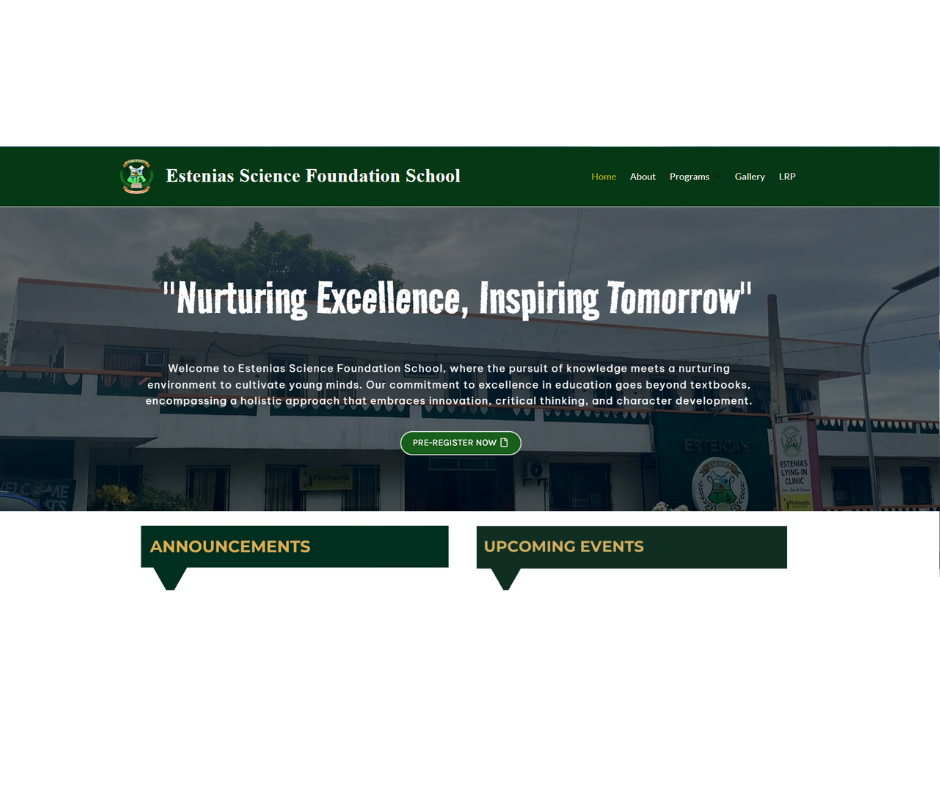 Estenias Science Foundation School
Home About Programs Gallery LRP
"Nurturing Excellence, Inspiring Tomorrow"
Welcome to Estenias Science Foundation School, where the pursuit of knowledge meets a nurturing
environment to cultivate young minds. Our commitment to excellence in education goes beyond textbooks,
encompassing a holistic approach that embraces innovation, critical thinking, and character development.
PRE-REGISTER NOW
ESTENIAS
ESTENIAS
LYING-IN
CLINIC
PhilHealth
PhilHealth
ANNOUNCEMENTS
UPCOMING EVENTS